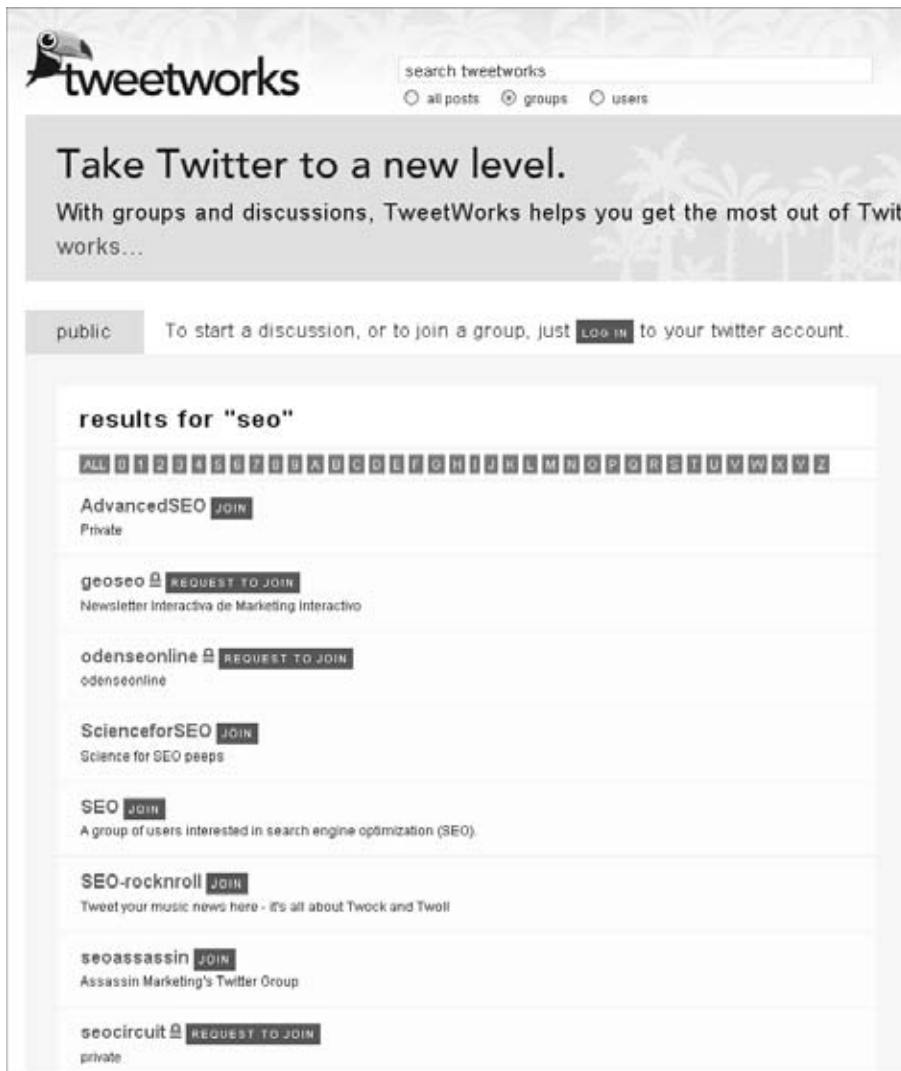 tweetworks
search tweetworks
all posts groups users
Take Twitter to a new level.
With groups and discussions, TweetWorks helps you get the most out of Twit
works...
public To start a discussion, or to join a group, just LOG IN to your twitter account.
results for "seo"
ALL 0 1 2 3 4 5 6 7 8 9 A B C D E F G H I J K L M N O P Q R S T U V W X Y Z
AdvancedSEO JOIN
Private
geoseo REQUEST TO JOIN
Newsletter Interactiva de Marketing Interactivo
odenseonline REQUEST TO JOIN
odenseonline
ScienceforSEO JOIN
Science for SEO peeps
SEO JOIN
A group of users interested in search engine optimization (SEO).
SEO-rocknroll JOIN
Tweet your music news here - it's all about Twock and Twoll
seoassassin JOIN
Assassin Marketing's Twitter Group
seocircuit REQUEST TO JOIN
private